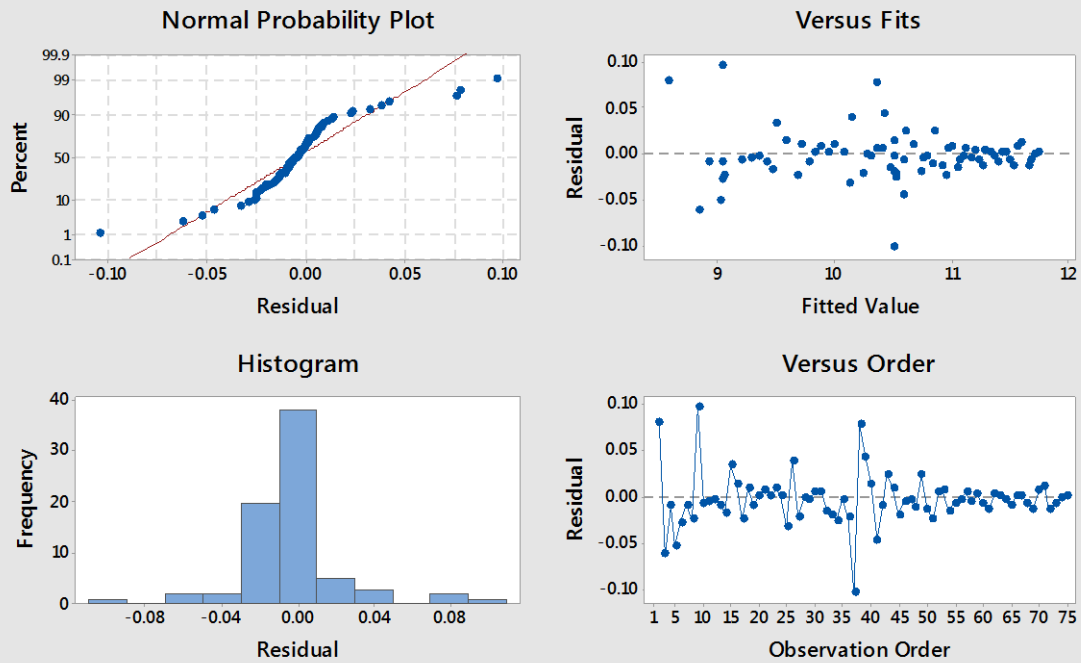 Normal Probability Plot
99.9
99
90
50
10
1
0.1
Percent
-0.10
-0.05
0.00
0.05
0.10
Residual
Versus Fits
0.10
0.05
0.00
-0.05
-0.10
Residual
9
10
11
12
Fitted Value
Histogram
40
30
20
10
0
Frequency
-0.08
-0.04
0.00
0.04
0.08
Residual
Versus Order
0.10
0.05
0.00
-0.05
-0.10
Residual
1 5 10 15 20 25 30 35 40 45 50 55 60 65 70 75
Observation Order